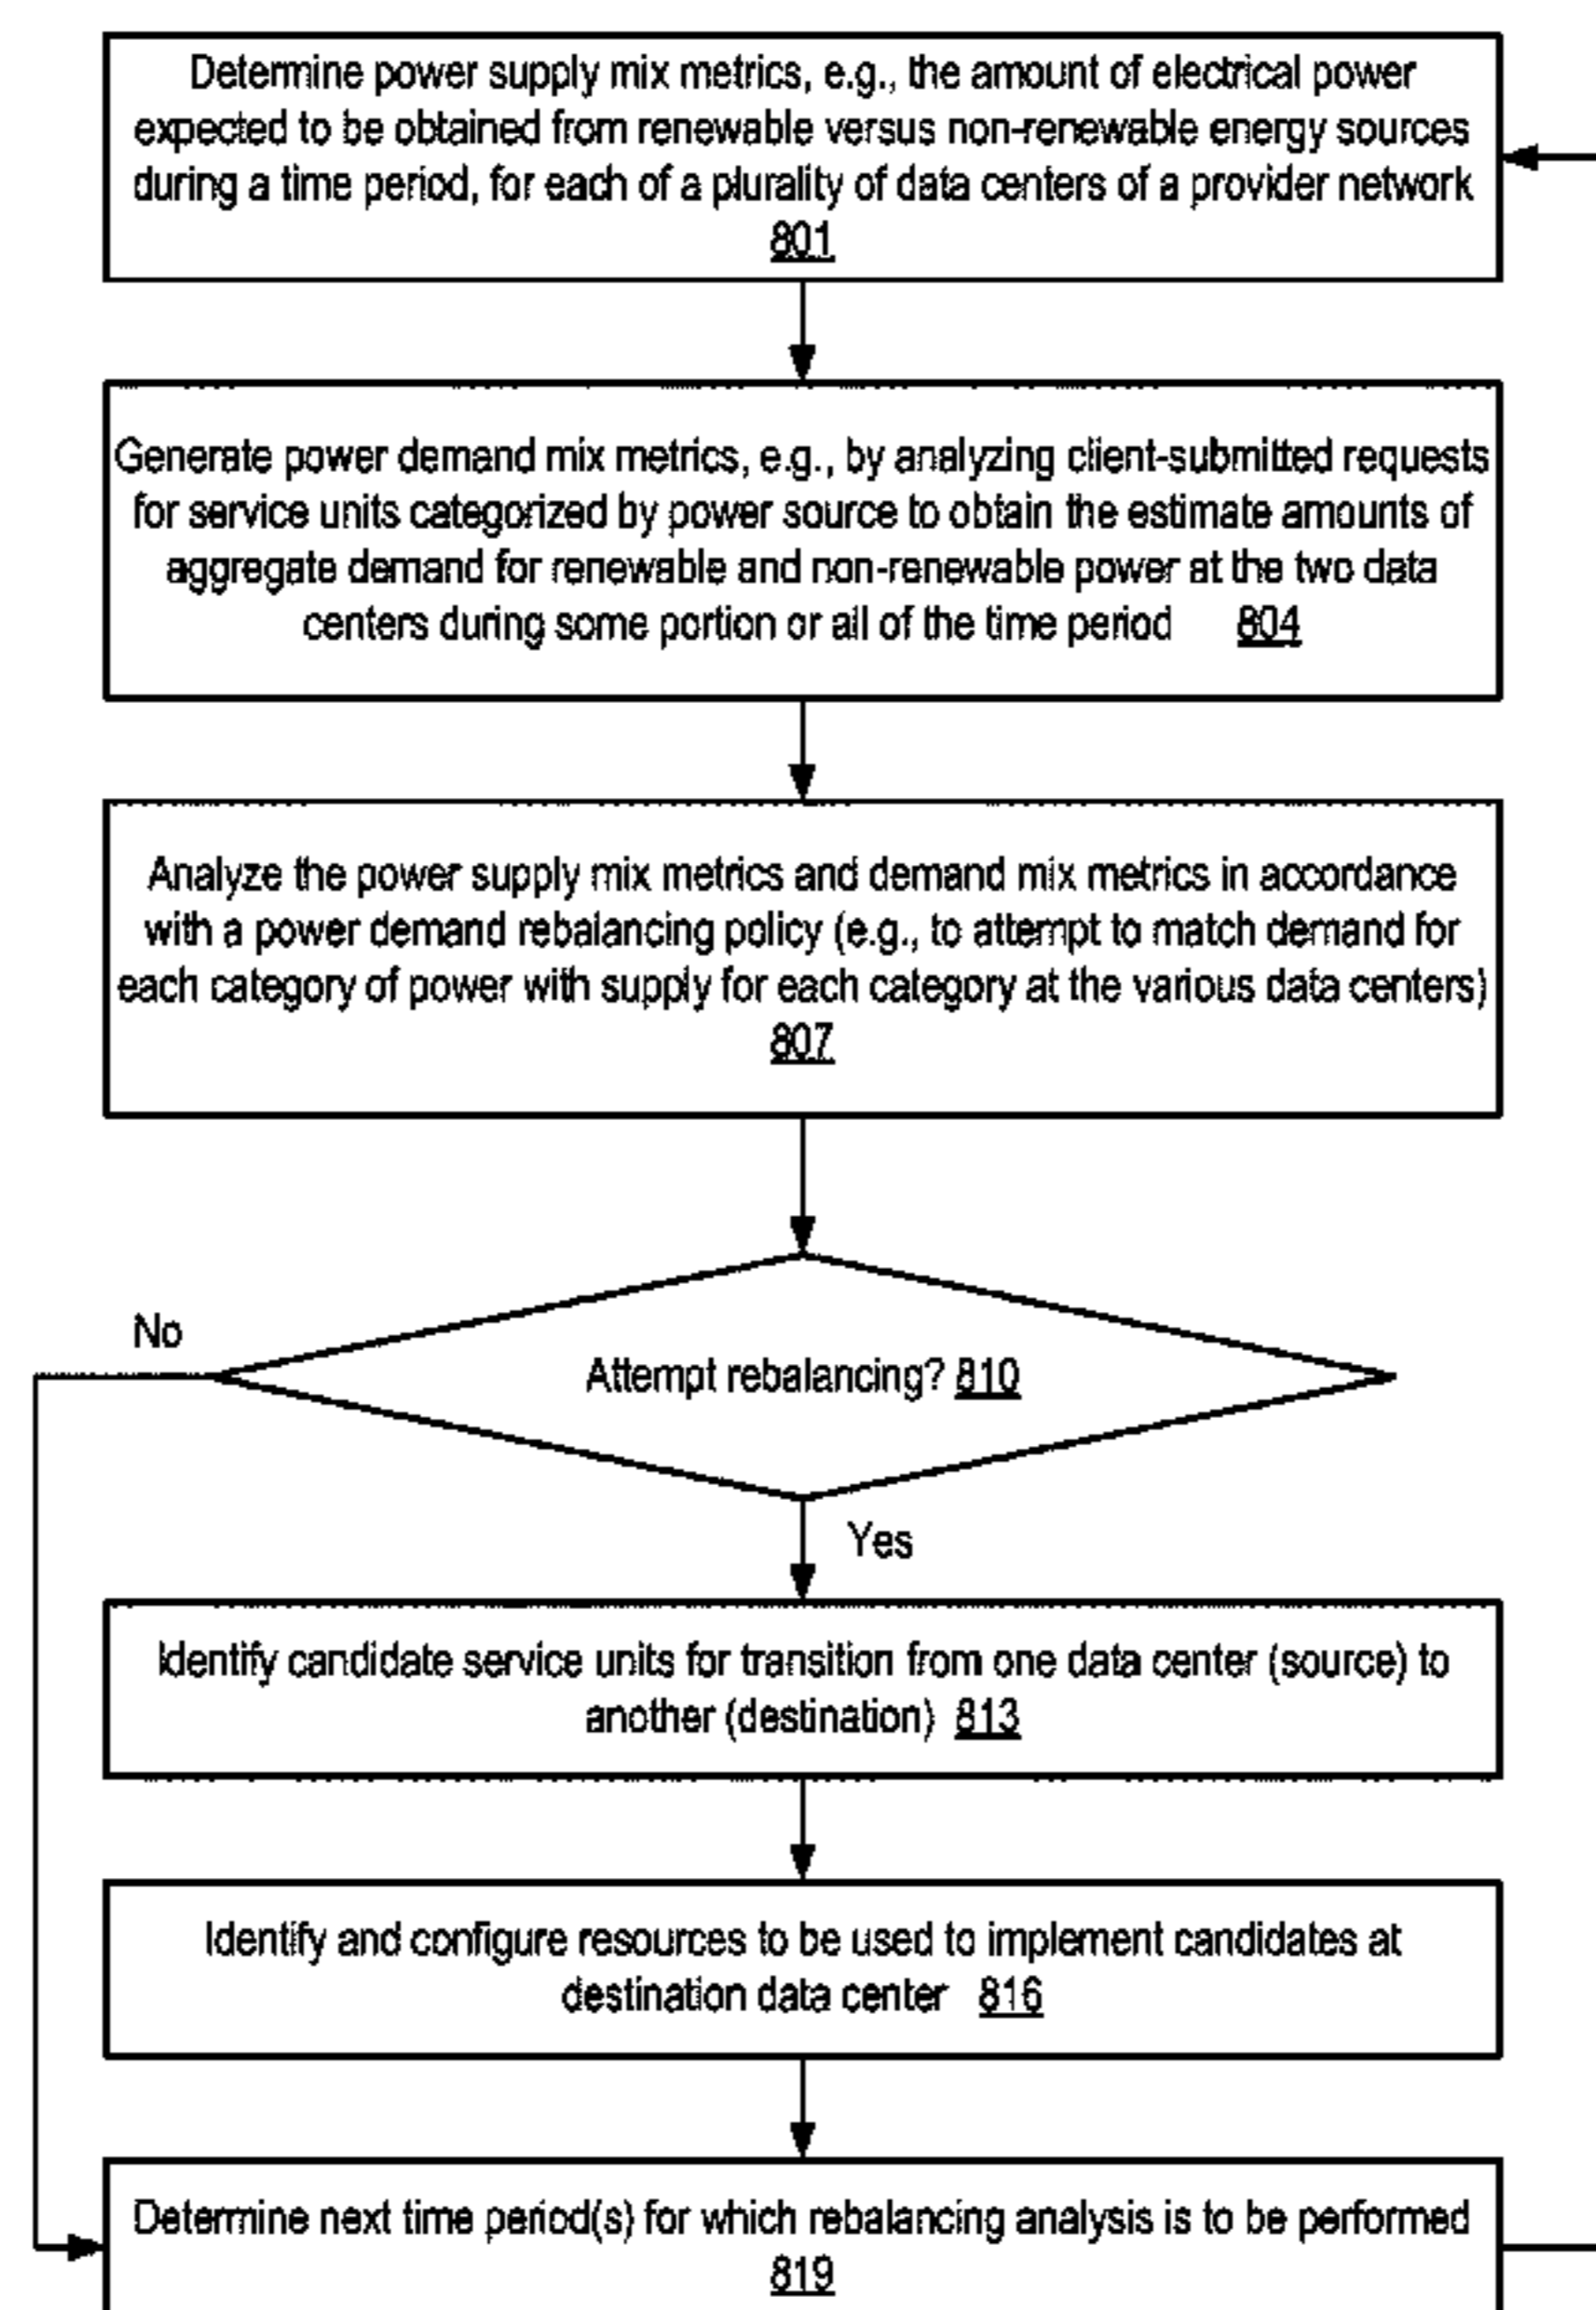 Determine power supply mix metrics, e.g., the amount of electrical power
expected to be obtained from renewable versus non-renewable energy sources
during a time period, for each of a plurality of data centers of a provider network
801
Generate power demand mix metrics, e.g., by analyzing client-submitted requests
for service units categorized by power source to obtain the estimate amounts of
aggregate demand for renewable and non-renewable power at the two data
centers during some portion or all of the time period 804
Analyze the power supply mix metrics and demand mix metrics in accordance
with a power demand rebalancing policy (e.g., to attempt to match demand for
each category of power with supply for each category at the various data centers)
807
No
Attempt rebalancing? 810
Yes
Identify candidate service units for transition from one data center (source) to
another (destination) 813
Identify and configure resources to be used to implement candidates at
destination data center 816
Determine next time period(s) for which rebalancing analysis is to be performed
819